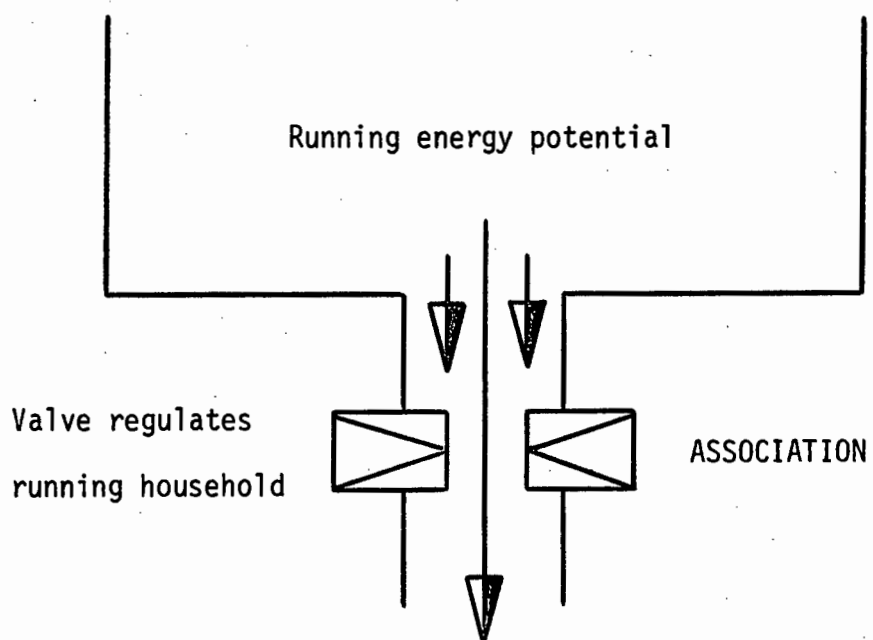 Running energy potential
Valve regulates
running household
ASSOCIATION